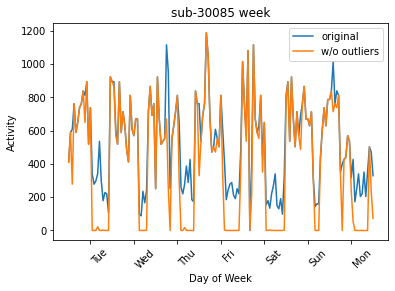 sub-30085 week
original
w/o outliers
1200
1000
800
600
400
200
0
Activity
Tue
Wed
Thu
Fri
Sat
Sun
Mon
Day of Week